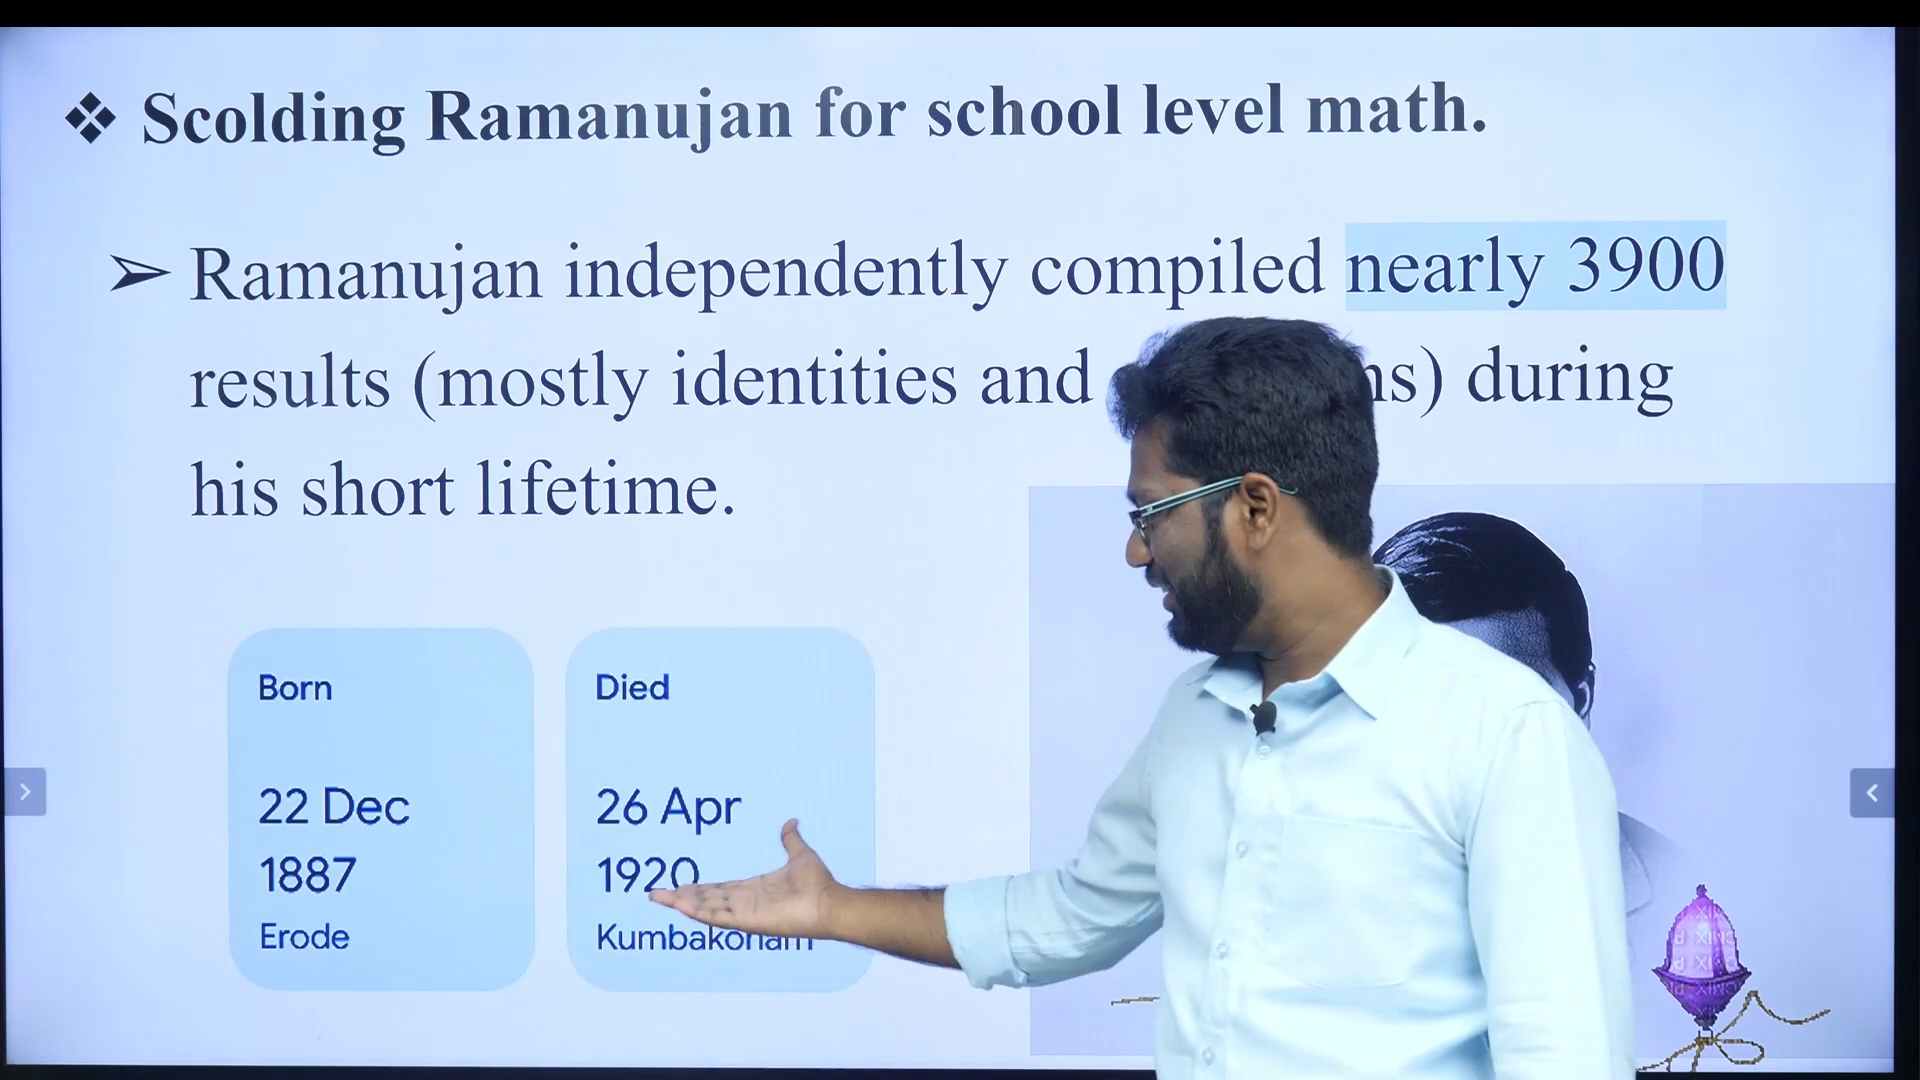 Scolding Ramanujan for school level math.
Ramanujan independently compiled nearly 3900
results (mostly identities and ns) during
his short lifetime.
Born
22 Dec
1887
Erode
Died
26 Apr
1920
Kumbakonam